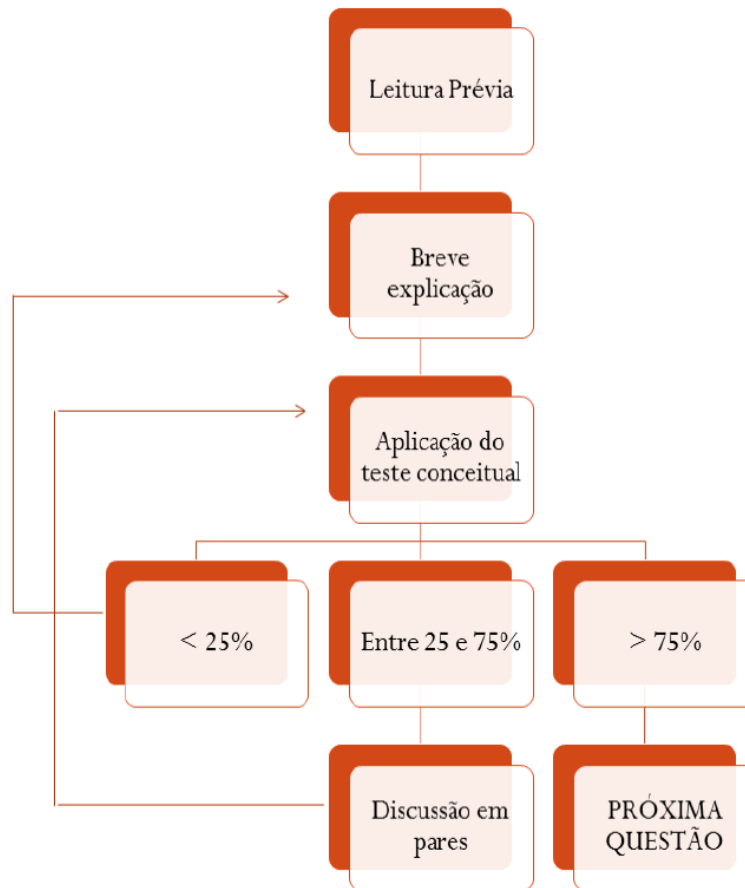 Leitura Prévia
Breve
explicação
Aplicação do
teste conceitual
< 25%
Entre 25 e 75%
> 75%
Discussão em
pares
PRÓXIMA
QUESTÃO